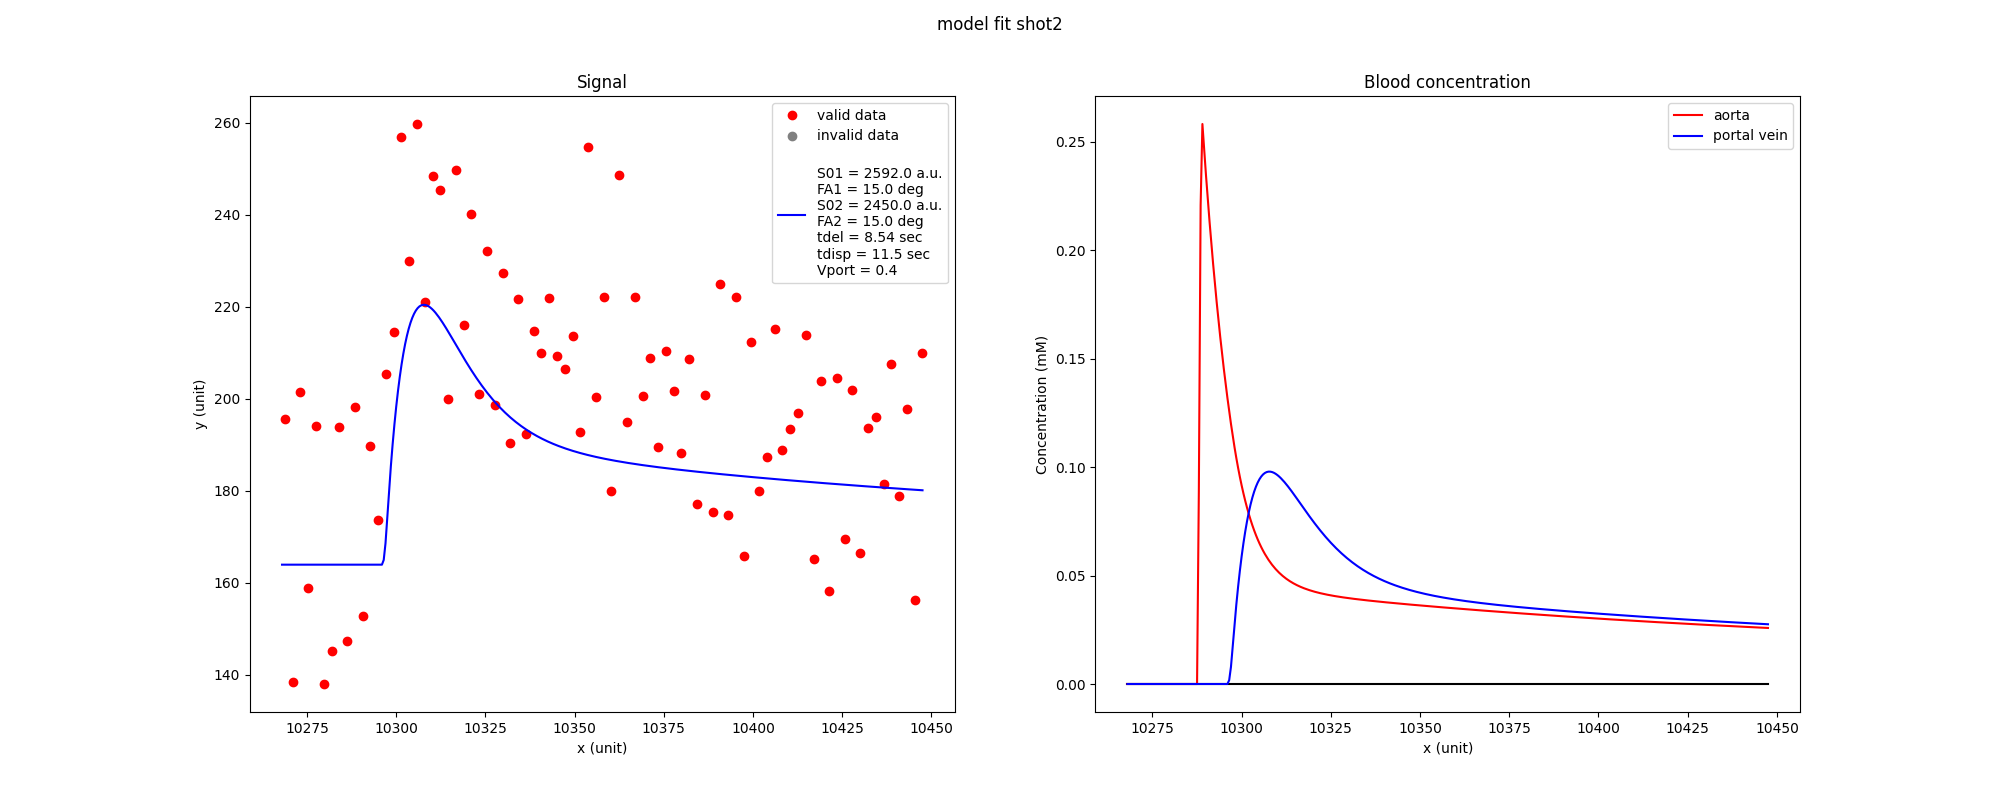 model fit shot2
Signal
260
240
220
200
180
160
140
y (unit)
10275
10300
10325
10350
10375
10400
10425
10450
x (unit)
valid data
invalid data
S01 = 2592.0 a.u.
FA1 = 15.0 deg
S02 = 2450.0 a.u.
FA2 = 15.0 deg
tdel = 8.54 sec
tdisp = 11.5 sec
Vport = 0.4
Blood concentration
0.25
0.20
0.15
0.10
0.05
0.00
Concentration (mM)
10275
10300
10325
10350
10375
10400
10425
10450
x (unit)
aorta
portal vein